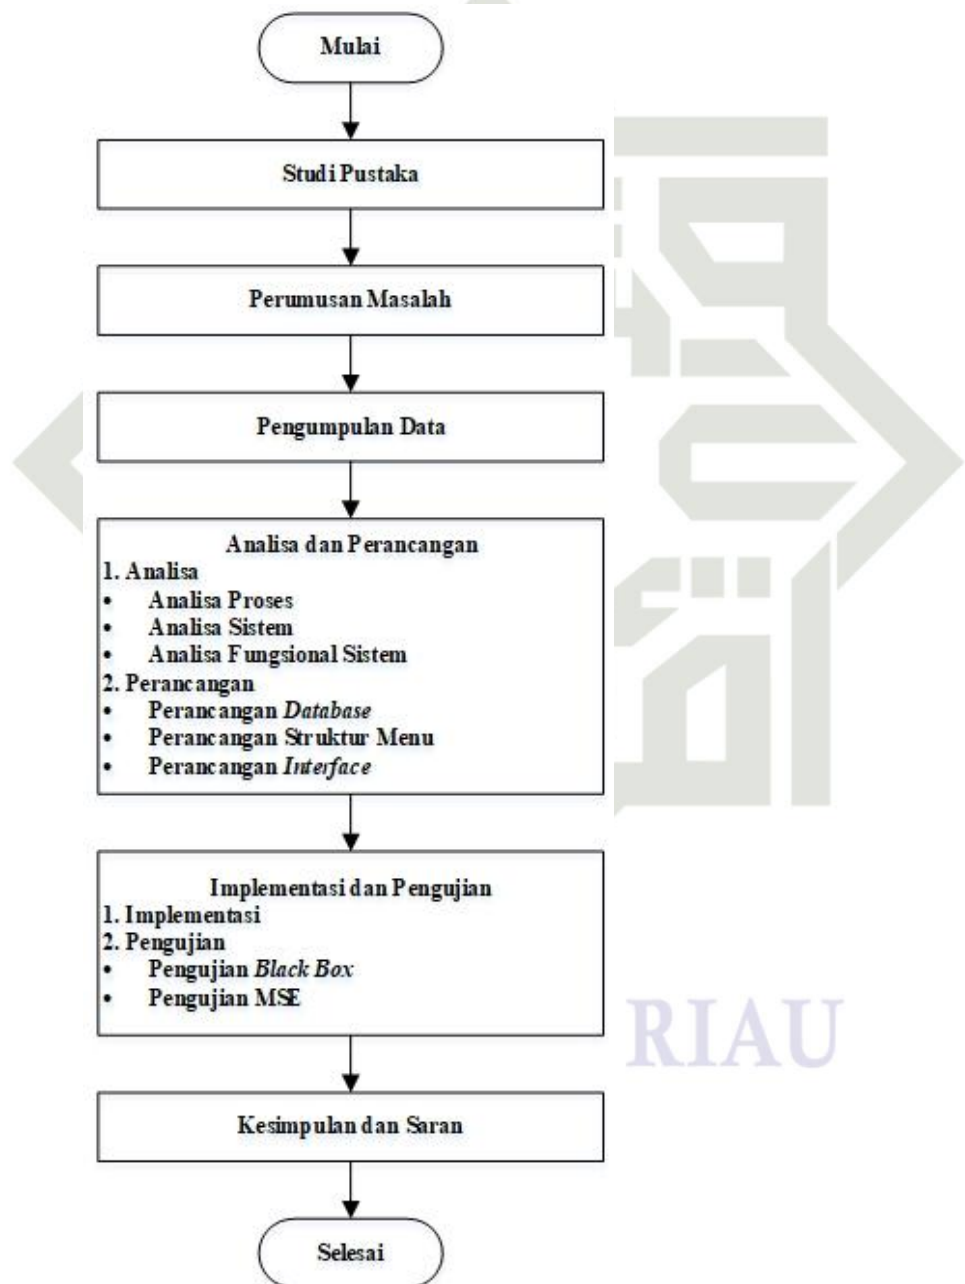 Mulai
Studi Pustaka
Perumusan Masalah
Pengumpulan Data
Analisa dan Perancangan
1. Analisa
• Analisa Proses
• Analisa Sistem
• Analisa Fungsional Sistem
2. Perancangan
• Perancangan Database
• Perancangan Struktur Menu
• Perancangan Interface
Implementasi dan Pengujian
1. Implementasi
2. Pengujian
• Pengujian Black Box
• Pengujian MSE
RIAU
Kesimpulan dan Saran
Selesai